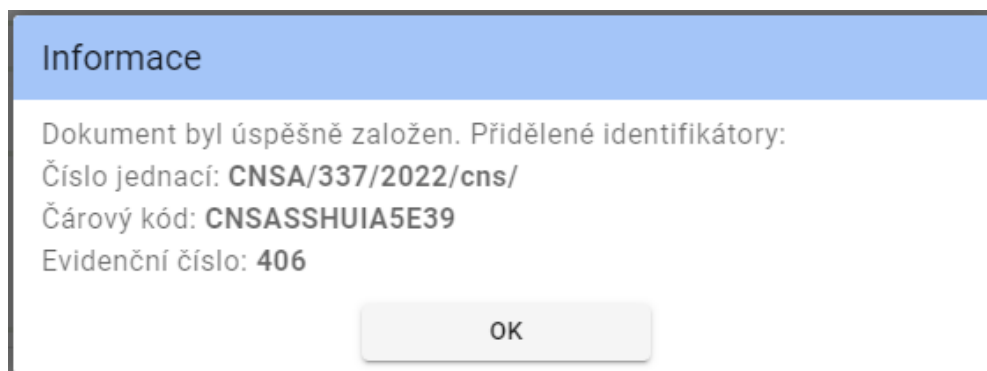 Informace
Dokument byl úspěšně založen. Přidělené identifikátory:
Číslo jednací: CNSA/337/2022/cns/
Čárový kód: CNSASSHUIA5E39
Evidenční číslo: 406
OK